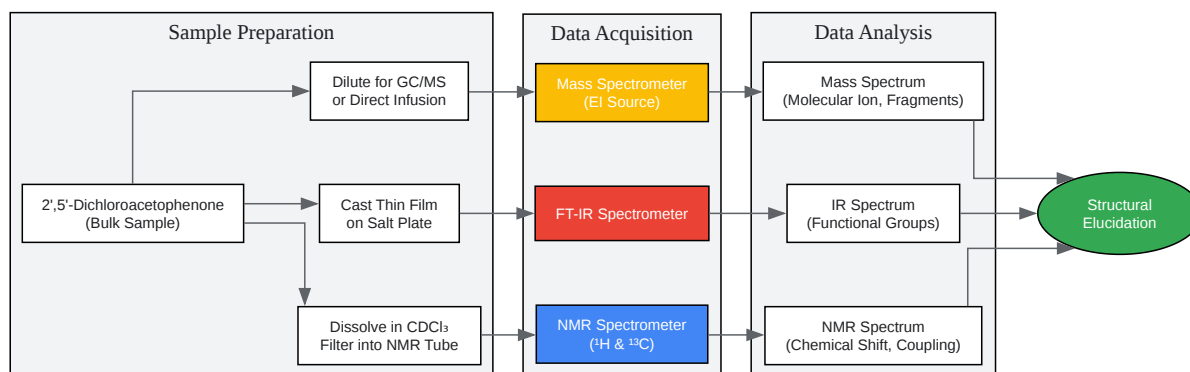 Sample Preparation
Data Acquisition
Data Analysis
Dilute for GC/MS
or Direct Infusion
Mass Spectrometer
(EI Source)
Mass Spectrum
(Molecular Ion, Fragments)
2',5'-Dichloroacetophenone
(Bulk Sample)
Cast Thin Film
on Salt Plate
FT-IR Spectrometer
IR Spectrum
(Functional Groups)
Structural
Elucidation
Dissolve in CDCl₃
Filter into NMR Tube
NMR Spectrometer
(¹H & ¹³C)
NMR Spectrum
(Chemical Shift, Coupling)